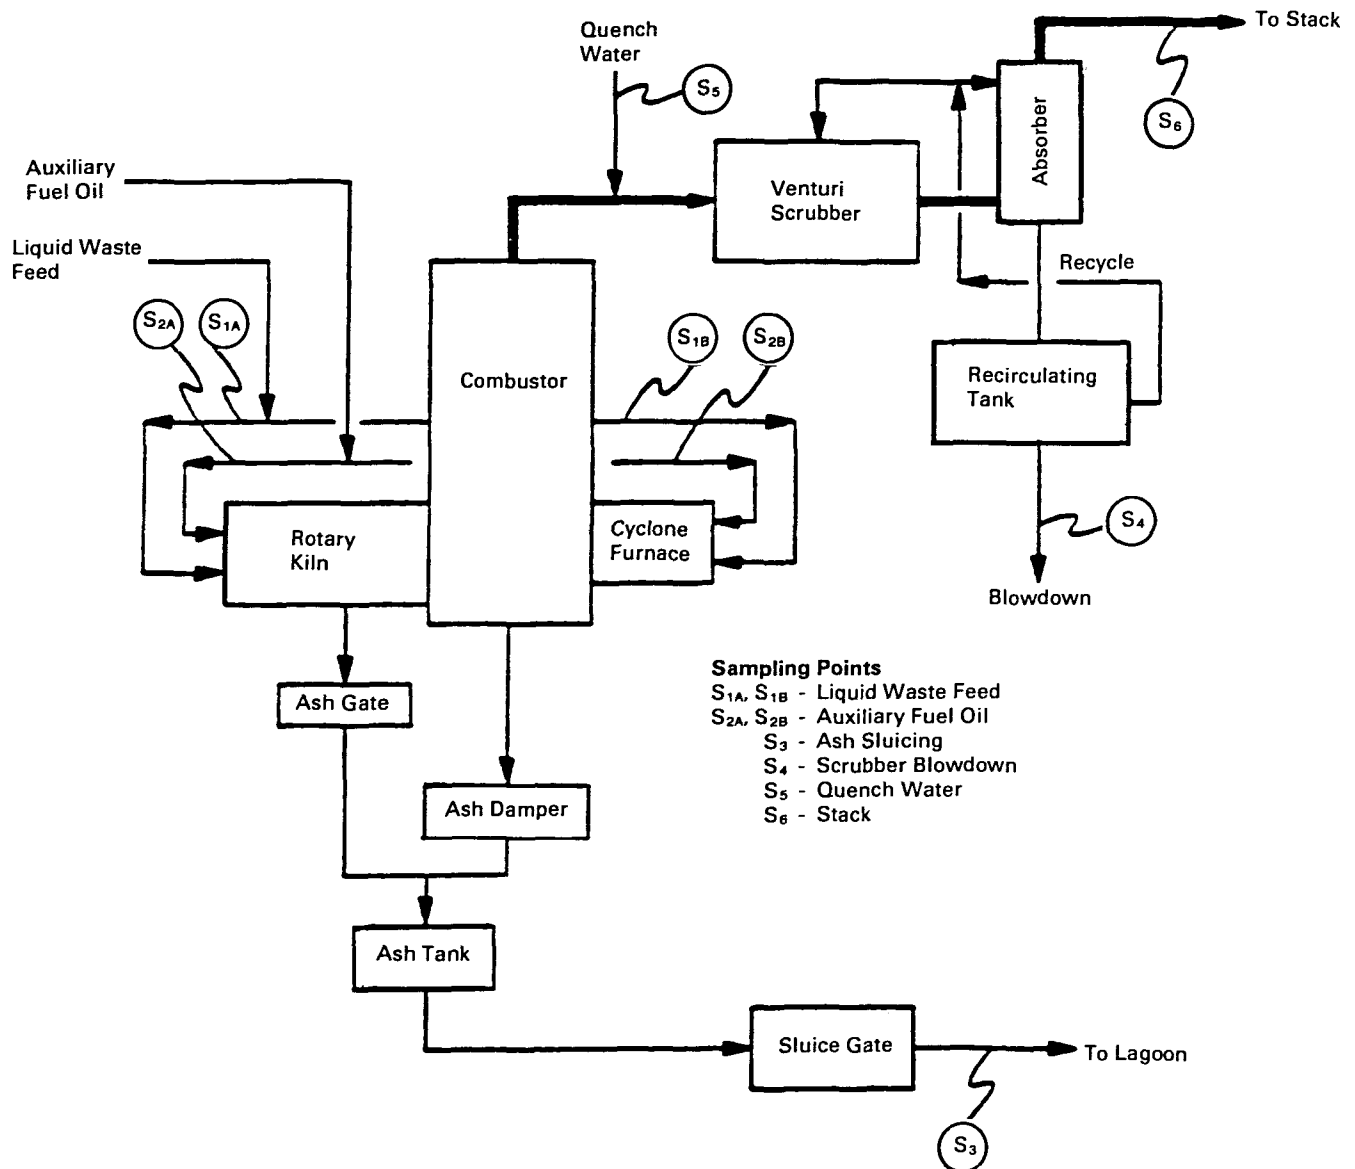 Quench
Water
To Stack
S5
S6
Absorber
Auxiliary
Fuel Oil
Venturi
Scrubber
Liquid Waste
Feed
Recycle
S2A
S1A
S1B
S2B
Combustor
Recirculating
Tank
Rotary
Kiln
Cyclone
Furnace
S4
Blowdown
Sampling Points
S1A, S1B - Liquid Waste Feed
S2A, S2B - Auxiliary Fuel Oil
S3 - Ash Sluicing
S4 - Scrubber Blowdown
S5 - Quench Water
S6 - Stack
Ash Gate
Ash Damper
Ash Tank
Sluice Gate
To Lagoon
S3